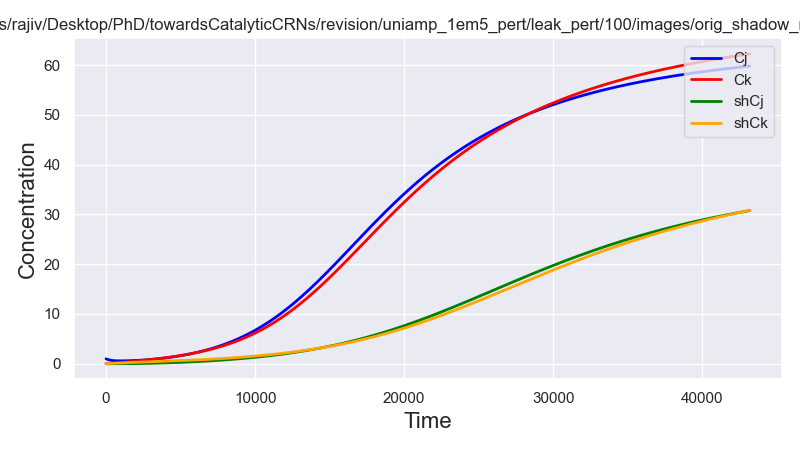 s/rajiv/Desktop/PhD/towardsCatalyticCRNs/revision/uniamp_1em5_pert/leak_pert/100/images/orig_shadow_
Cj
Ck
shCj
shCk
60
50
40
30
20
10
0
Concentration
0 10000 20000 30000 40000
Time